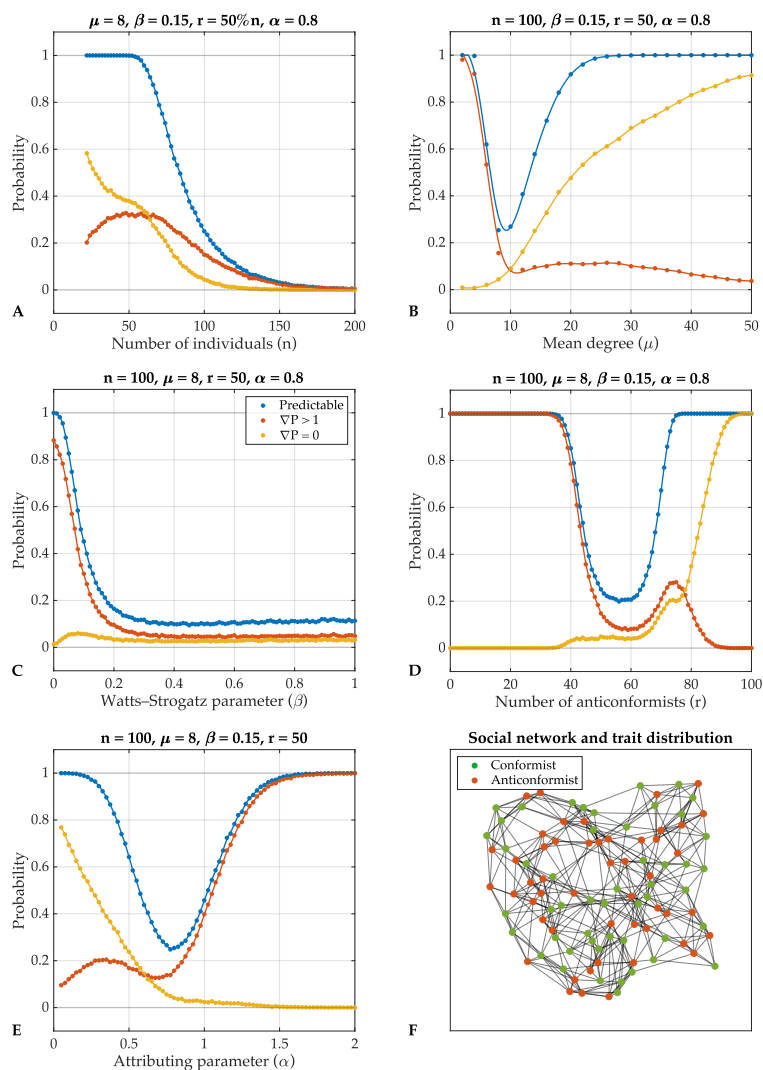 μ = 8, β = 0.15, r = 50%n, α = 0.8
1
0.8
0.6
0.4
0.2
0
Probability
0 50 100 150 200
Number of individuals (n)
A
n = 100, β = 0.15, r = 50, α = 0.8
1
0.8
0.6
0.4
0.2
0
Probability
0 10 20 30 40 50
Mean degree (μ)
B
n = 100, μ = 8, r = 50, α = 0.8
Predictable
∇P > 1
∇P = 0
1
0.8
0.6
0.4
0.2
0
Probability
0 0.2 0.4 0.6 0.8 1
Watts–Strogatz parameter (β)
C
n = 100, μ = 8, β = 0.15, α = 0.8
1
0.8
0.6
0.4
0.2
0
Probability
0 20 40 60 80 100
Number of anticonformists (r)
D
n = 100, μ = 8, β = 0.15, r = 50
1
0.8
0.6
0.4
0.2
0
Probability
0 0.5 1 1.5 2
Attributing parameter (α)
E
Social network and trait distribution
Conformist
Anticonformist
F